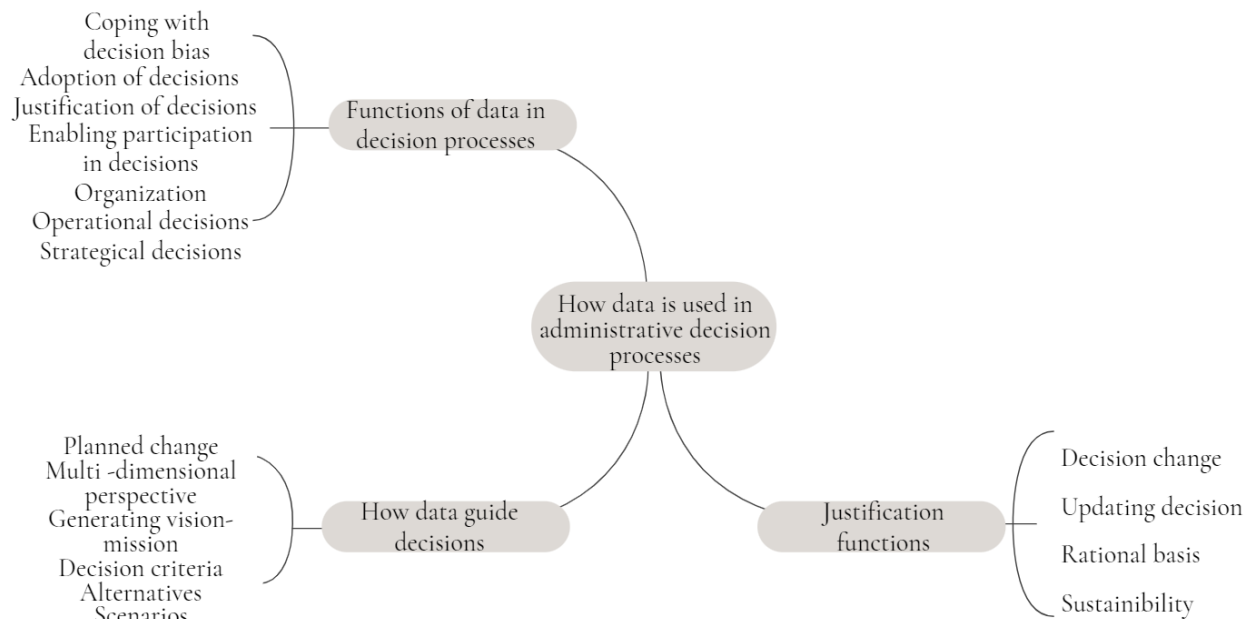 Coping with
decision bias
Adoption of decisions
Justification of decisions
Enabling participation
in decisions
Organization
Operational decisions
Strategical decisions
Functions of data in
decision processes
How data is used in
administrative decision
processes
Planned change
Multi -dimensional
perspective
Generating vision-
mission
Decision criteria
Alternatives
Scenarios
How data guide
decisions
Justification
functions
Decision change
Updating decision
Rational basis
Sustainibility